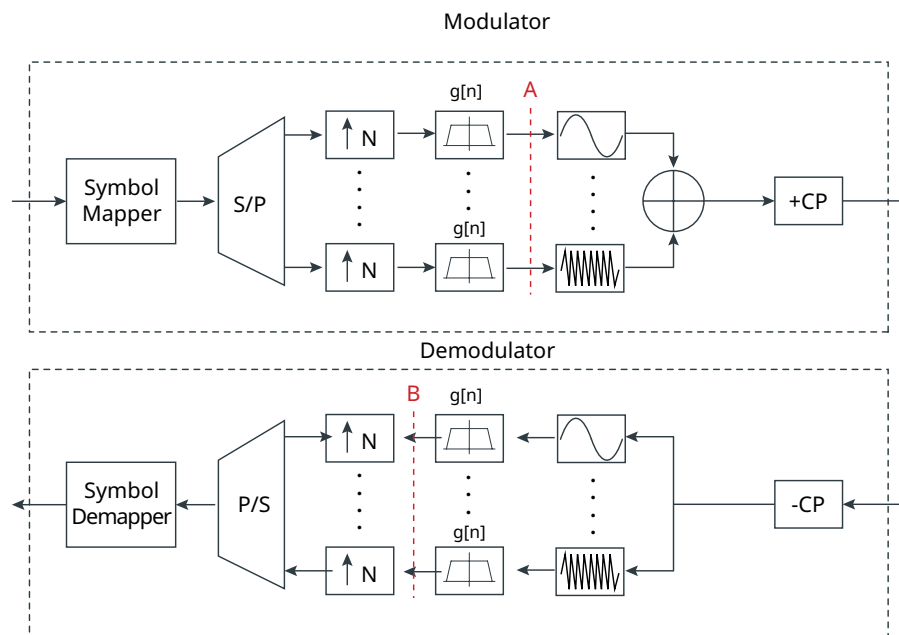 Modulator
g[n]
A
N
Symbol
Mapper
S/P
+CP
g[n]
N
Demodulator
g[n]
B
N
Symbol
Demapper
P/S
-CP
g[n]
N